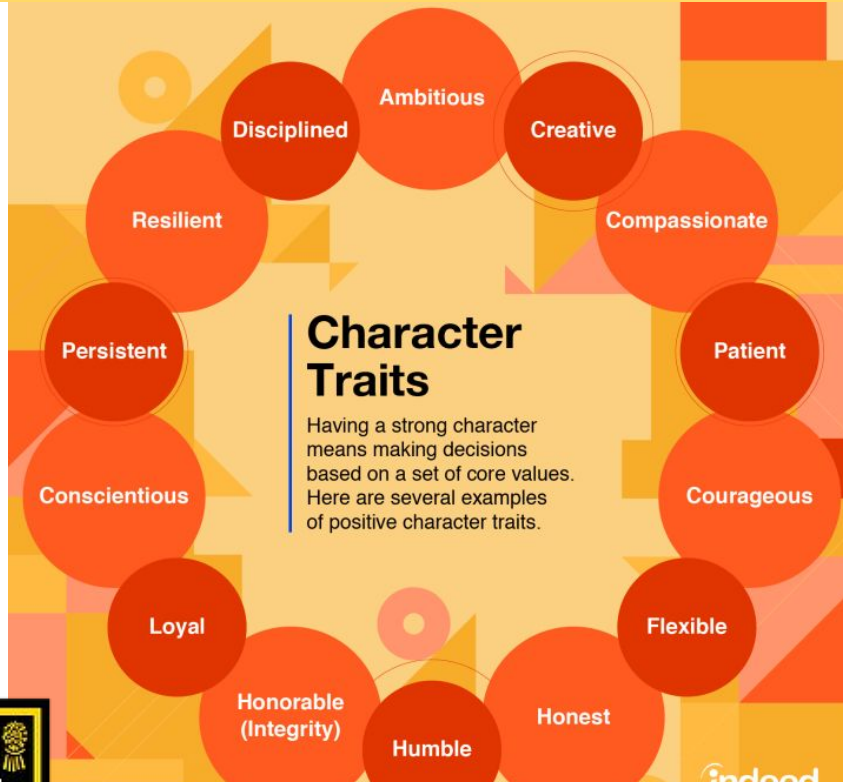 Ambitious
Creative
Compassionate
Patient
Courageous
Flexible
Honest
Humble
Honorable
(Integrity)
Loyal
Conscientious
Persistent
Resilient
Disciplined
Character
Traits
Having a strong character
means making decisions
based on a set of core values.
Here are several examples
of positive character traits.
indeed